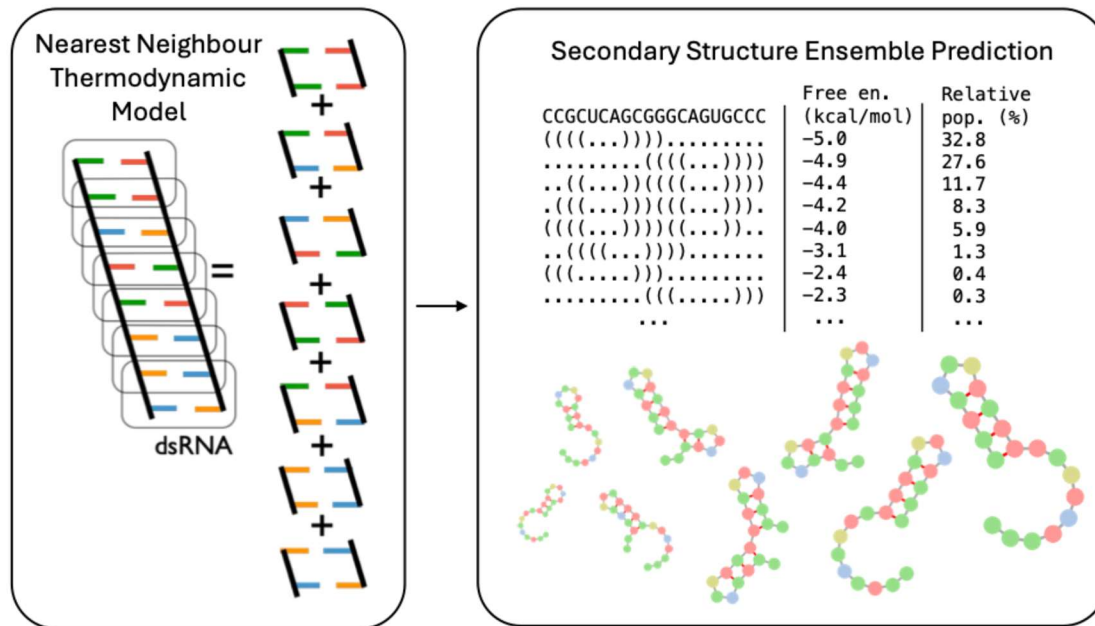 Nearest Neighbour
Thermodynamic
Model
+
+
+
=
+
+
+
dsRNA
Secondary Structure Ensemble Prediction
Free en. Relative
CCGCUCAGCGGGCAGUGCCC (kcal/mol) pop. (%)
((((...))))......... -5.0 32.8
.........((((...)))) -4.9 27.6
..((...))((((...)))) -4.4 11.7
.(((...)))(((...))). -4.2 8.3
((((...))))((...)).. -4.0 5.9
..((((...))))....... -3.1 1.3
(((.....)))......... -2.4 0.4
.........(((.....))) -2.3 0.3
... ... ...